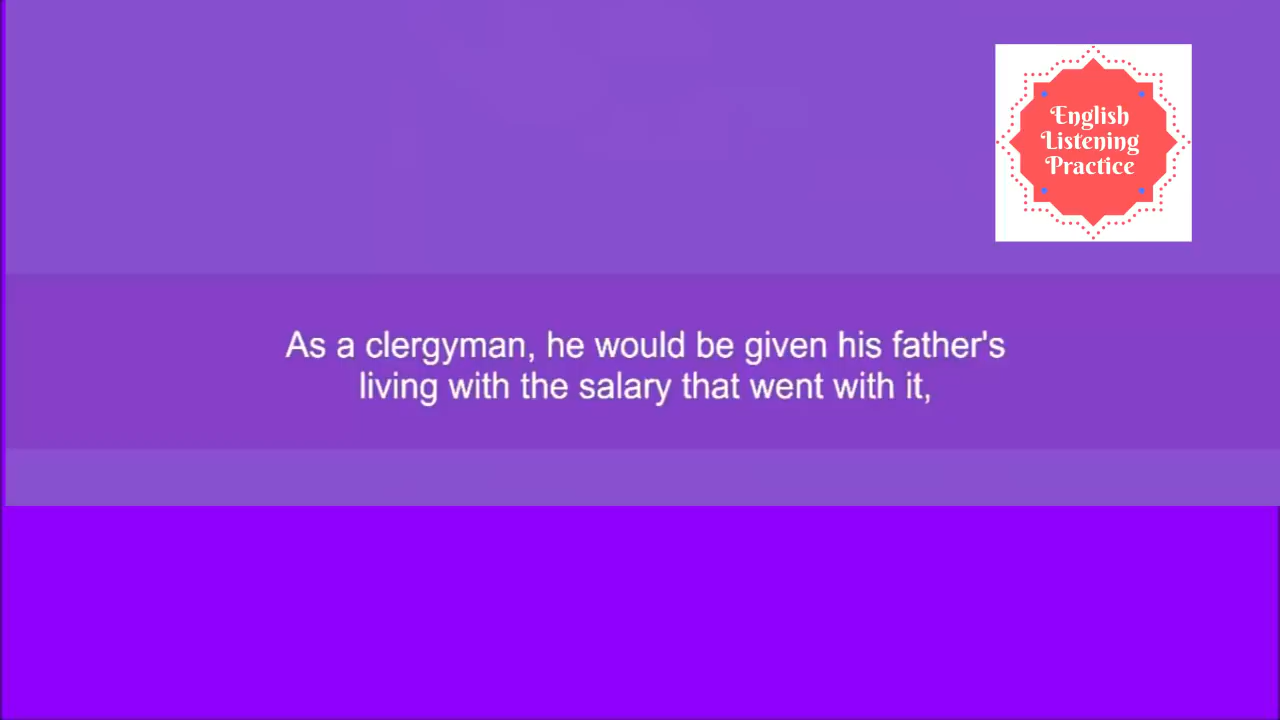 English
Listening
Practice
As a clergyman, he would be given his father's
living with the salary that went with it,